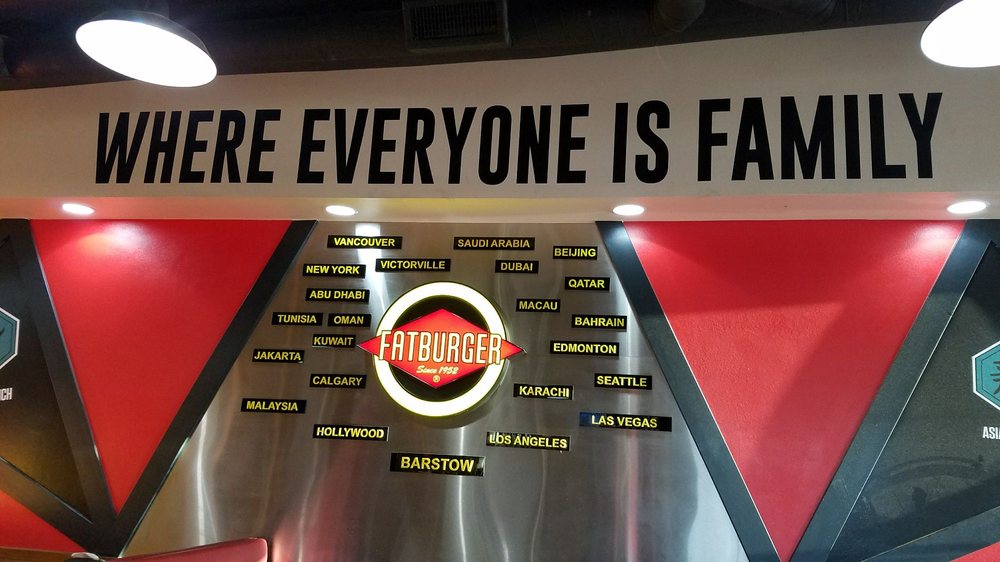 WHERE EVERYONE IS FAMILY
VANCOUVER
SAUDI ARABIA
BEIJING
NEW YORK
VICTORVILLE
DUBAI
QATAR
ABU DHABI
MACAU
TUNISIA
OMAN
BAHRAIN
KUWAIT
FATBURGER
Since 1952
®
EDMONTON
JAKARTA
CALGARY
KARACHI
SEATTLE
MALAYSIA
LAS VEGAS
HOLLYWOOD
LOS ANGELES
BARSTOW